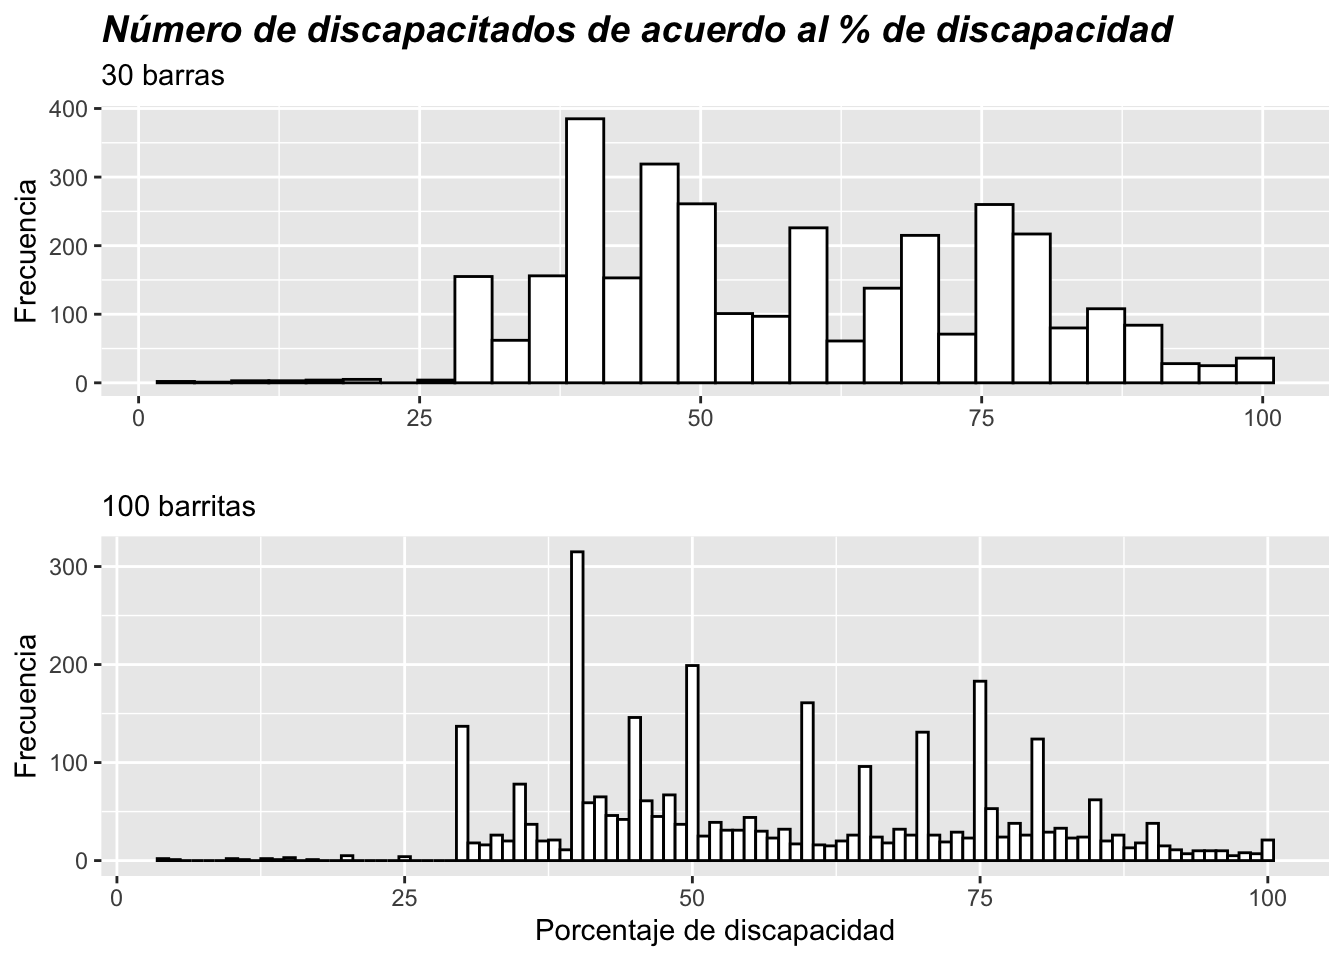 Número de discapacitados de acuerdo al % de discapacidad
30 barras
400
300
200
100
0
Frecuencia
0 25 50 75 100
100 barritas
300
200
100
0
Frecuencia
0 25 50 75 100
Porcentaje de discapacidad